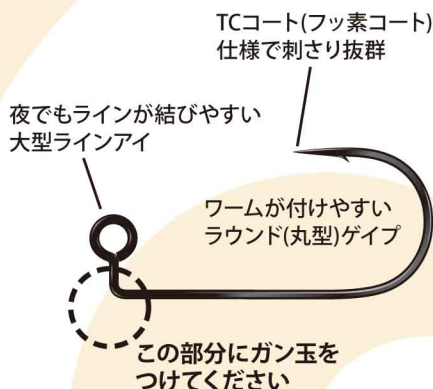 TCコート(フッ素コート)
仕様で刺さり抜群
夜でもラインが結びやすい
大型ラインアイ
ワームが付けやすい
ラウンド(丸型)ゲイプ
この部分にガン玉を
つけてください